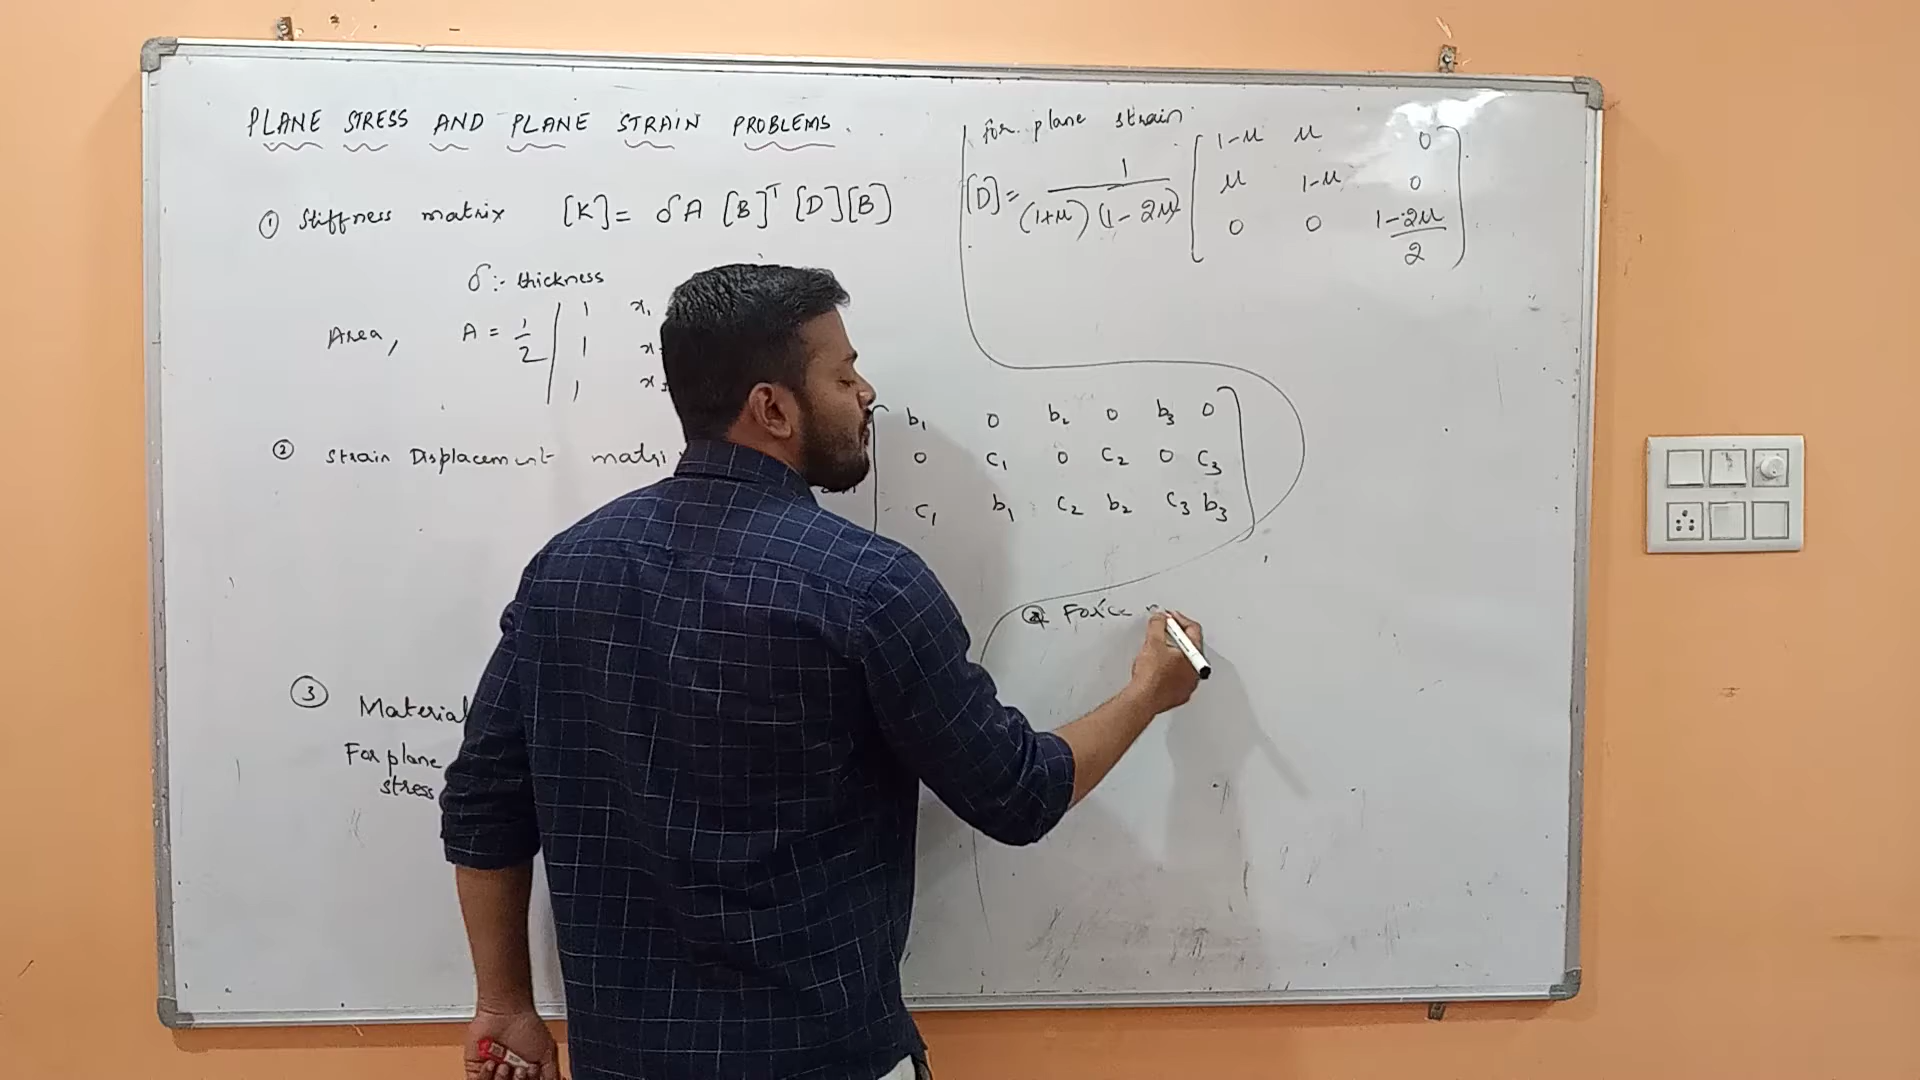 PLANE STRESS AND PLANE STRAIN PROBLEMS.
① Stiffness matrix [K] = δA [B]ᵀ [D][B]
δ :- thickness
Area, A = 1/2 | 1 x₁
1 x
1 x
② Strain Displacement matri
b₁ 0 b₂ 0 b₃ 0
0 c₁ 0 c₂ 0 c₃
c₁ b₁ c₂ b₂ c₃ b₃
③ Material
For plane
stress
for plane strain
[D] = 1/(1+μ)(1-2μ) [ 1-μ μ 0
μ 1-μ 0
0 0 1-2μ/2 ]
④ Force